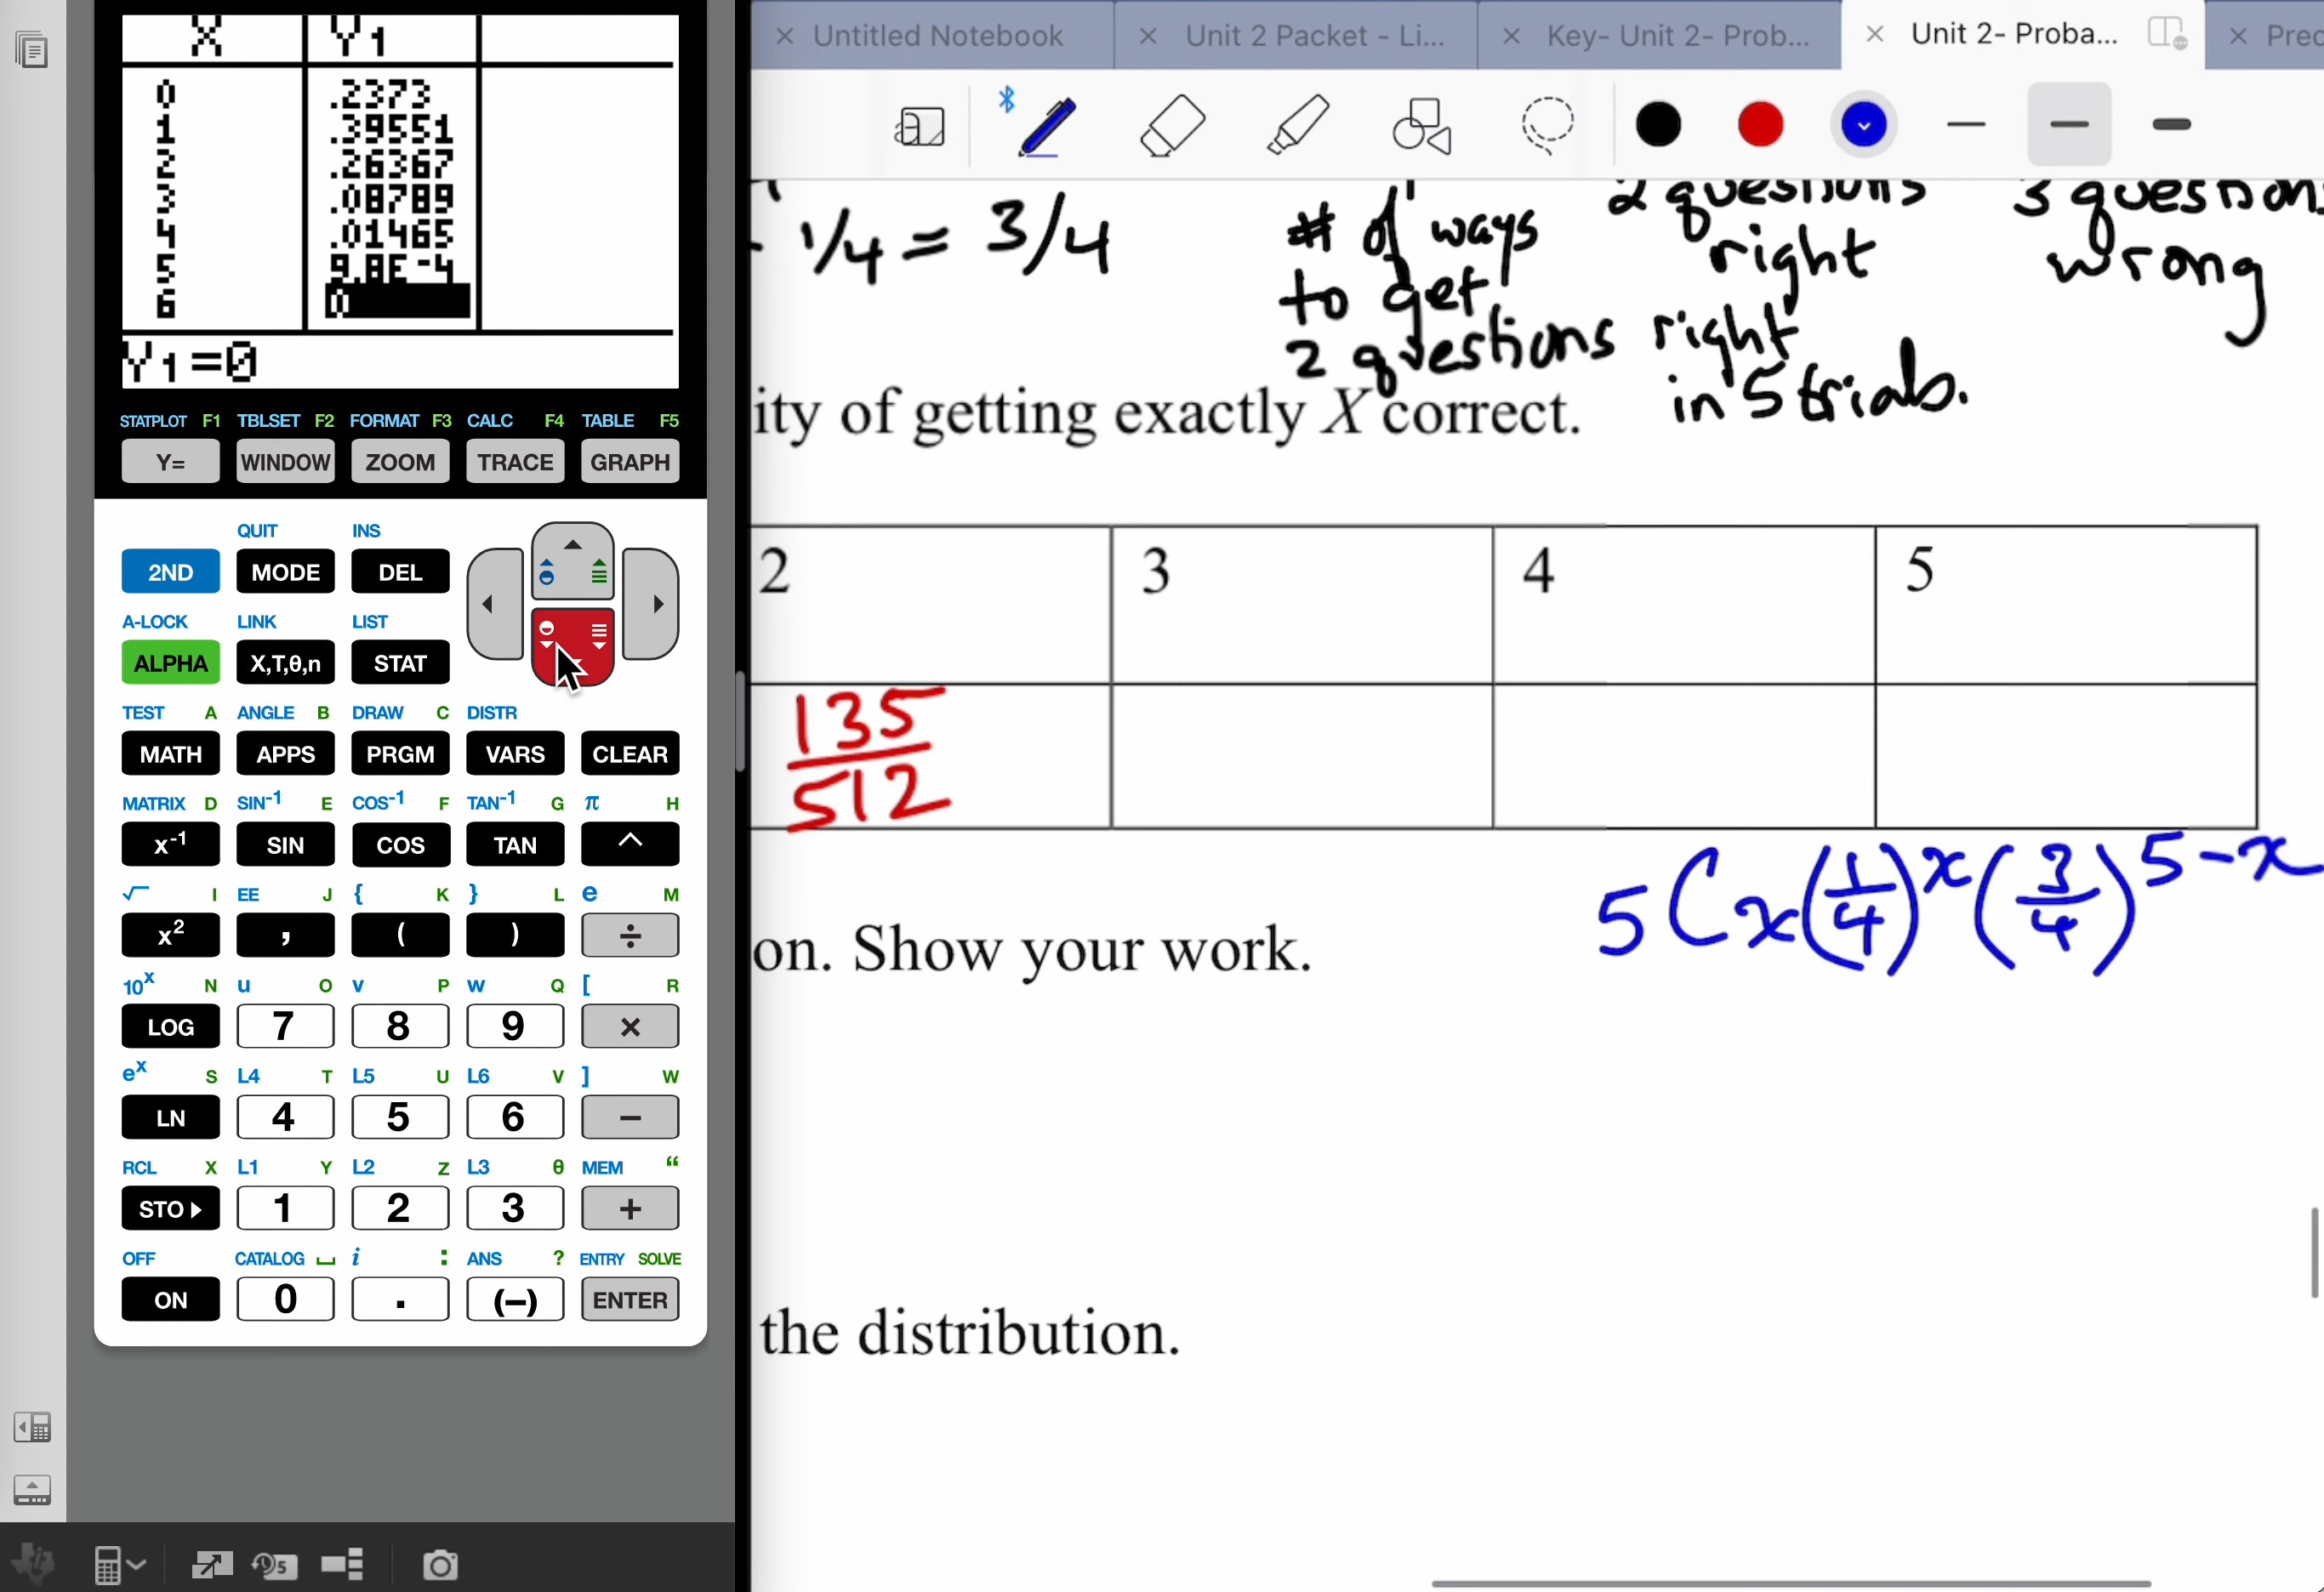 X Y1
0 .2373
1 .39551
2 .26367
3 .08789
4 .01465
5 9.8E-4
6 0
Y1=0
STATPLOT F1 TBLSET F2 FORMAT F3 CALC F4 TABLE F5
Y= WINDOW ZOOM TRACE GRAPH
QUIT INS
2ND MODE DEL
A-LOCK LINK LIST
ALPHA X,T,θ,n STAT
TEST A ANGLE B DRAW C DISTR
MATH APPS PRGM VARS CLEAR
MATRIX D SIN⁻¹ E COS⁻¹ F TAN⁻¹ G π H
x⁻¹ SIN COS TAN ^
√ I EE J { K } L e M
x² , ( ) ÷
10ˣ N u O v P w Q [ R
LOG 7 8 9 ×
eˣ S L4 T L5 U L6 V ] W
LN 4 5 6 −
RCL X L1 Y L2 Z L3 θ MEM “
STO▶ 1 2 3 +
OFF CATALOG ⌴ i : ANS ? ENTRY SOLVE
ON 0 . (−) ENTER
5
Untitled Notebook Unit 2 Packet - Li... Key- Unit 2- Prob... Unit 2- Proba... Prec
1/4 = 3/4
# of ways
to get
2 questions right
in 5 trials.
2 questions
right
3 question
wrong
ity of getting exactly X correct.
2 3 4 5
135/512
5Cx(1/4)^x(3/4)^5-x
on. Show your work.
the distribution.